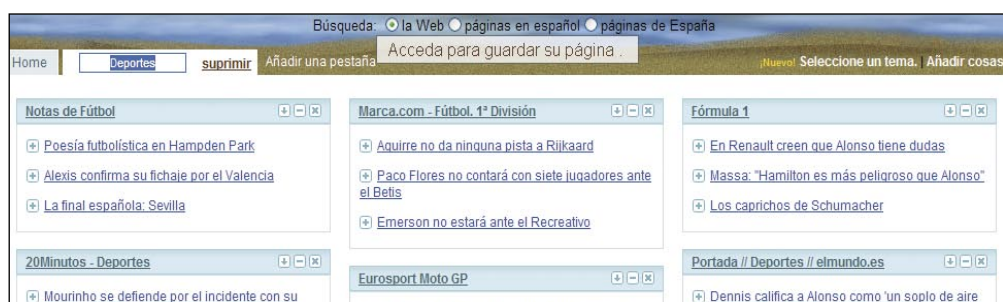 Búsqueda: la Web páginas en español páginas de España
Acceda para guardar su página .
Home Deportes suprimir Añadir una pestaña ¡Nuevo! Seleccione un tema. | Añadir cosas
Notas de Fútbol
Poesía futbolística en Hampden Park
Alexis confirma su fichaje por el Valencia
La final española: Sevilla
20Minutos - Deportes
Mourinho se defiende por el incidente con su
Marca.com - Fútbol. 1ª División
Aguirre no da ninguna pista a Rijkaard
Paco Flores no contará con siete jugadores ante
el Betis
Emerson no estará ante el Recreativo
Eurosport Moto GP
Fórmula 1
En Renault creen que Alonso tiene dudas
Massa: "Hamilton es más peligroso que Alonso"
Los caprichos de Schumacher
Portada // Deportes // elmundo.es
Dennis califica a Alonso como 'un soplo de aire